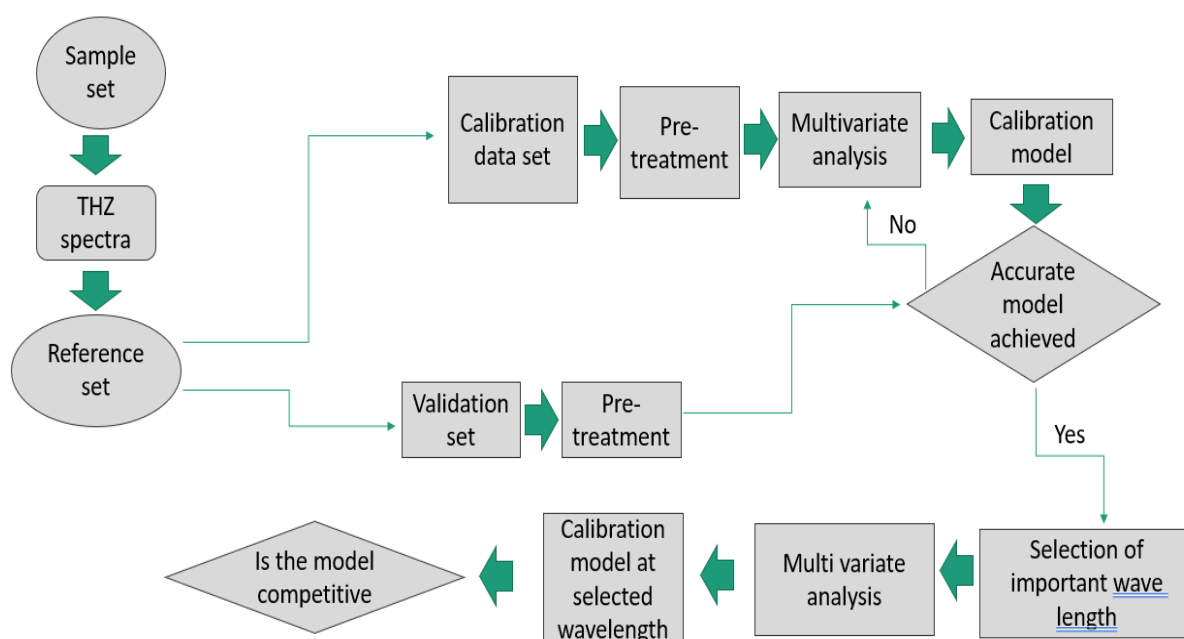 Sample
set
THZ
spectra
Reference
set
Calibration
data set
Pre-
treatment
Multivariate
analysis
Calibration
model
No
Accurate
model
achieved
Validation
set
Pre-
treatment
Yes
Selection of
important wave
length
Multi variate
analysis
Calibration
model at
selected
wavelength
Is the model
competitive